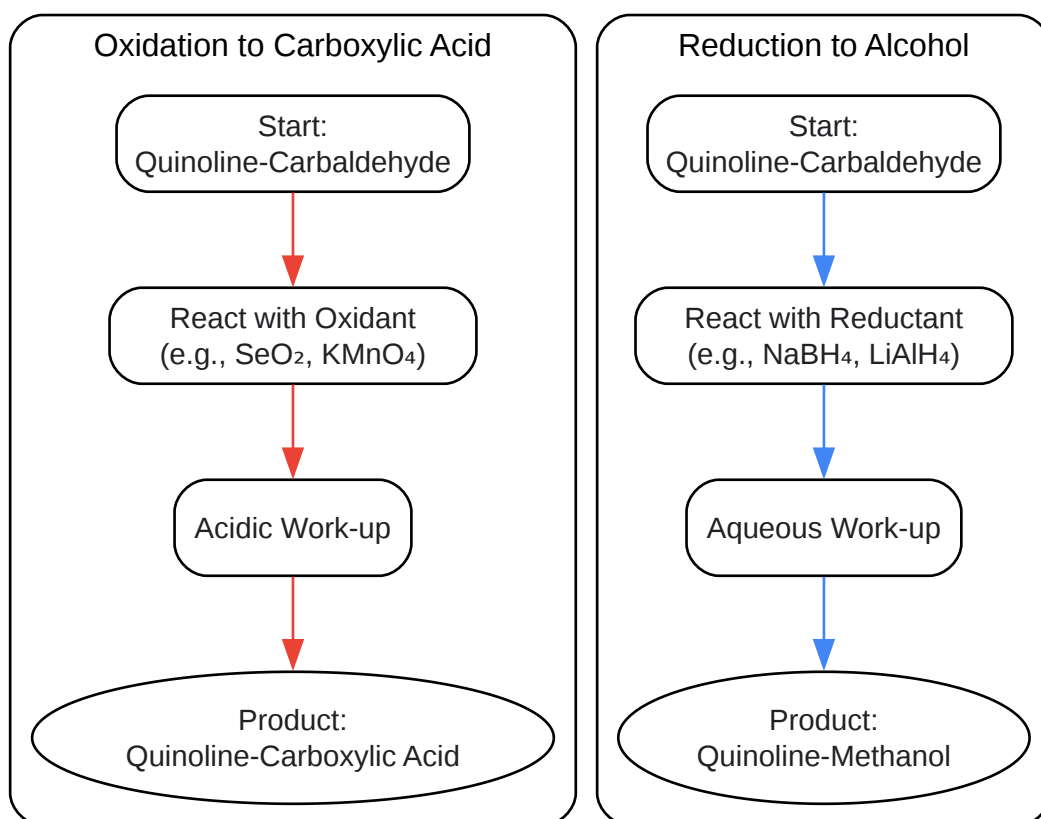 Oxidation to Carboxylic Acid
Start:
Quinoline-Carbaldehyde
React with Oxidant
(e.g., SeO₂, KMnO₄)
Acidic Work-up
Product:
Quinoline-Carboxylic Acid
Reduction to Alcohol
Start:
Quinoline-Carbaldehyde
React with Reductant
(e.g., NaBH₄, LiAlH₄)
Aqueous Work-up
Product:
Quinoline-Methanol